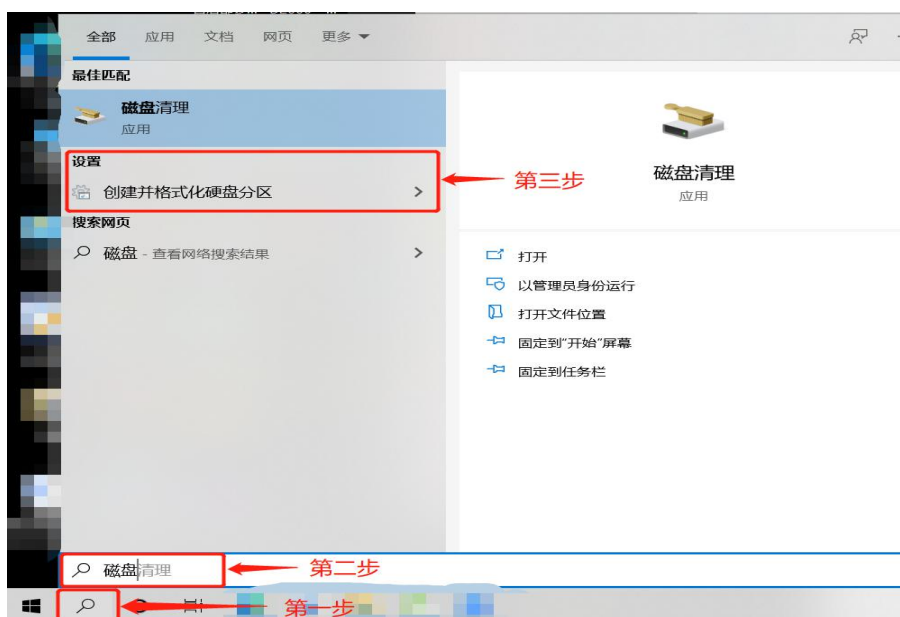 全部 应用 文档 网页 更多
最佳匹配
磁盘清理
应用
设置
创建并格式化硬盘分区
搜索网页
磁盘 - 查看网络搜索结果
第三步
磁盘清理
应用
打开
以管理员身份运行
打开文件位置
固定到"开始"屏幕
固定到任务栏
磁盘清理
第二步
第一步